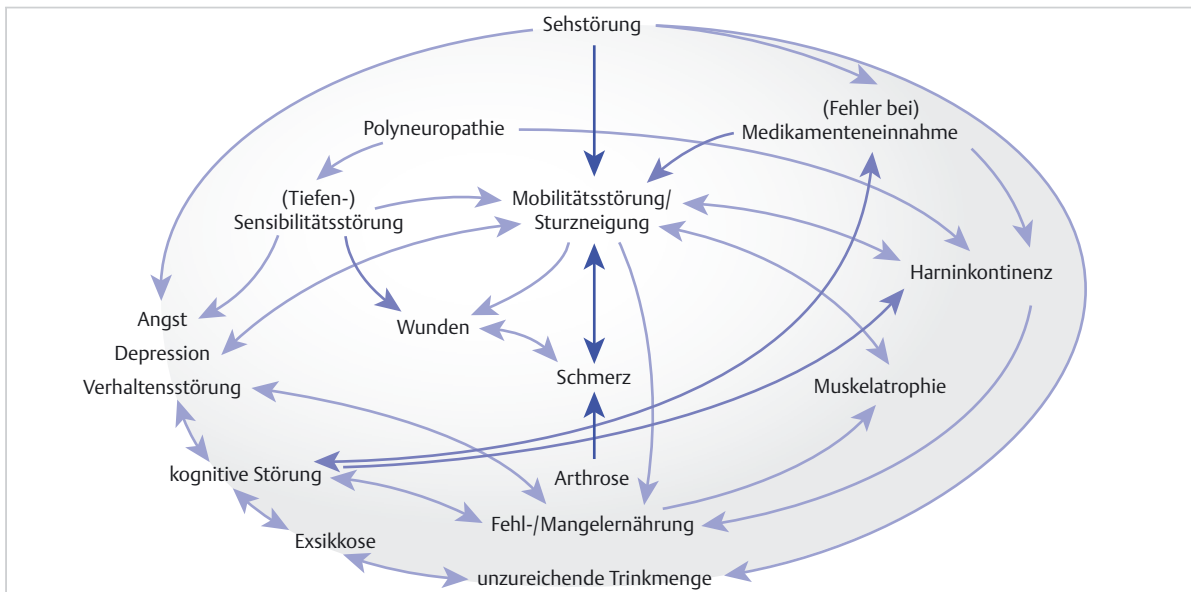 Sehstörung
(Fehler bei)
Medikamenteneinnahme
Polyneuropathie
(Tiefen-)
Sensibilitätsstörung
Mobilitätsstörung/
Sturzneigung
Harninkontinenz
Angst
Wunden
Depression
Schmerz
Verhaltensstörung
Muskelatrophie
kognitive Störung
Arthrose
Fehl-/Mangelernährung
Exsikkose
unzureichende Trinkmenge